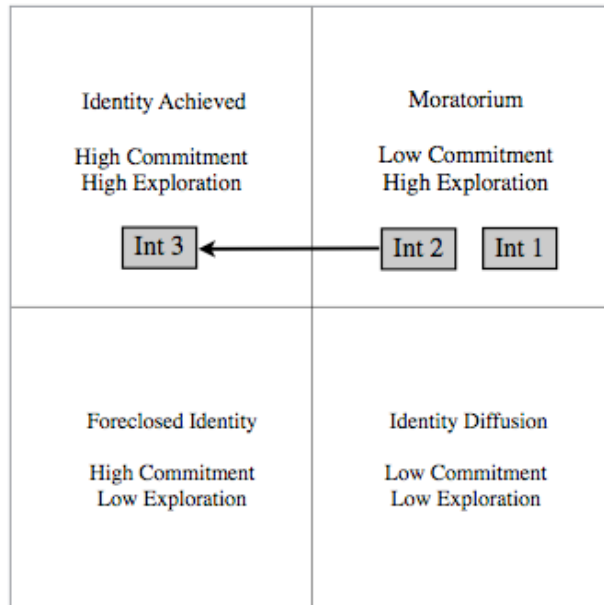 Identity Achieved
High Commitment
High Exploration
Int 3
Moratorium
Low Commitment
High Exploration
Int 2
Int 1
Foreclosed Identity
High Commitment
Low Exploration
Identity Diffusion
Low Commitment
Low Exploration